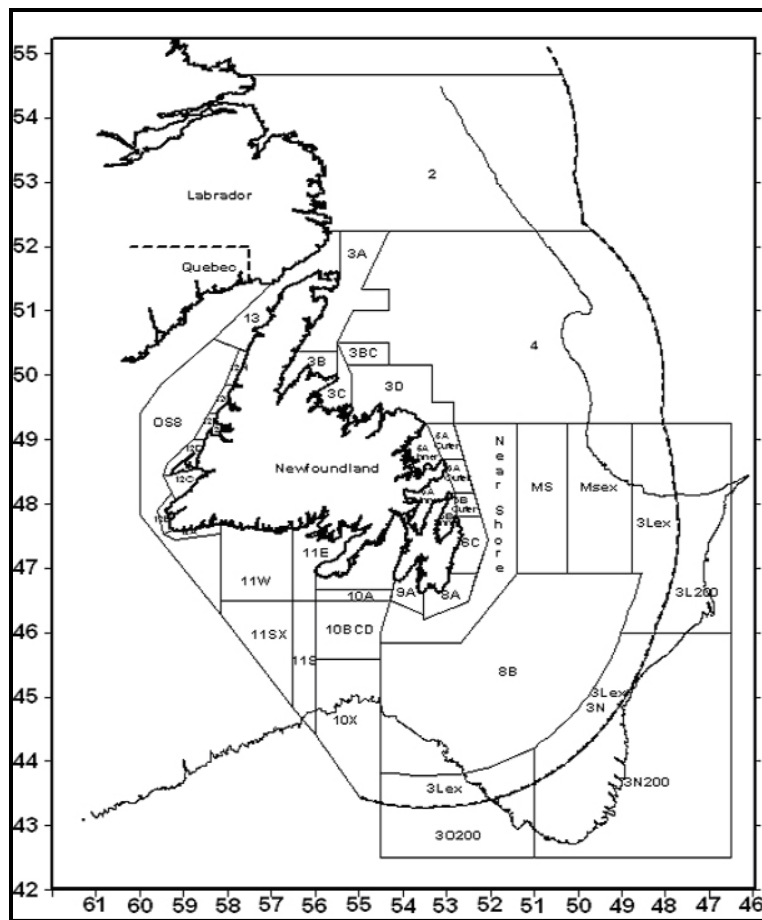 55
54
2
53
Labrador
52
3A
Quebec
51
13
4
3B
3BC
50
3C
3D
OS8
49
Near Shore
Newfoundland
48
MS
Msex
3Lex
11E
47
11W
9A
8A
3L200
10A
46
11SX
10BCD
11S
8B
45
3Lex
3N
10X
44
3Lex
3N200
43
3O200
42
61 60 59 58 57 56 55 54 53 52 51 50 49 48 47 46